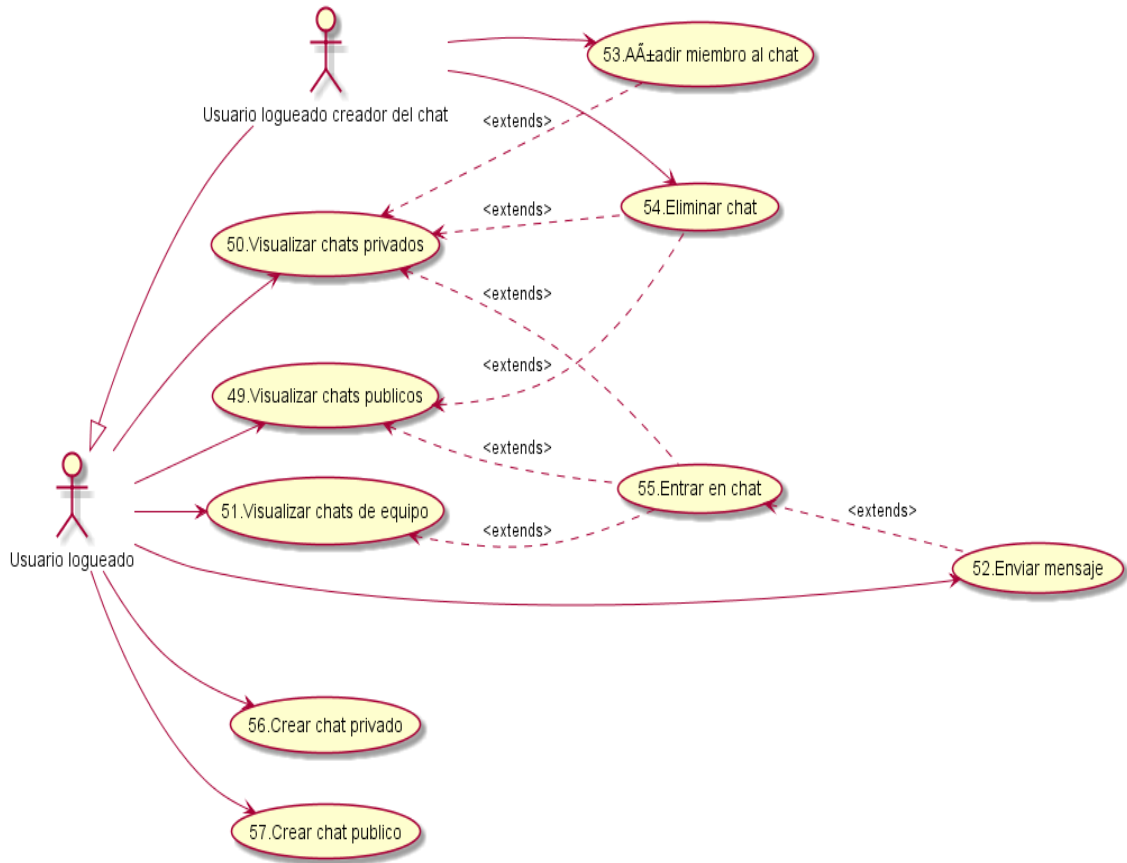 53.AÃ±adir miembro al chat
Usuario logueado creador del chat
<extends>
54.Eliminar chat
<extends>
50.Visualizar chats privados
<extends>
<extends>
49.Visualizar chats publicos
<extends>
55.Entrar en chat
51.Visualizar chats de equipo
<extends>
<extends>
Usuario logueado
52.Enviar mensaje
56.Crear chat privado
57.Crear chat publico